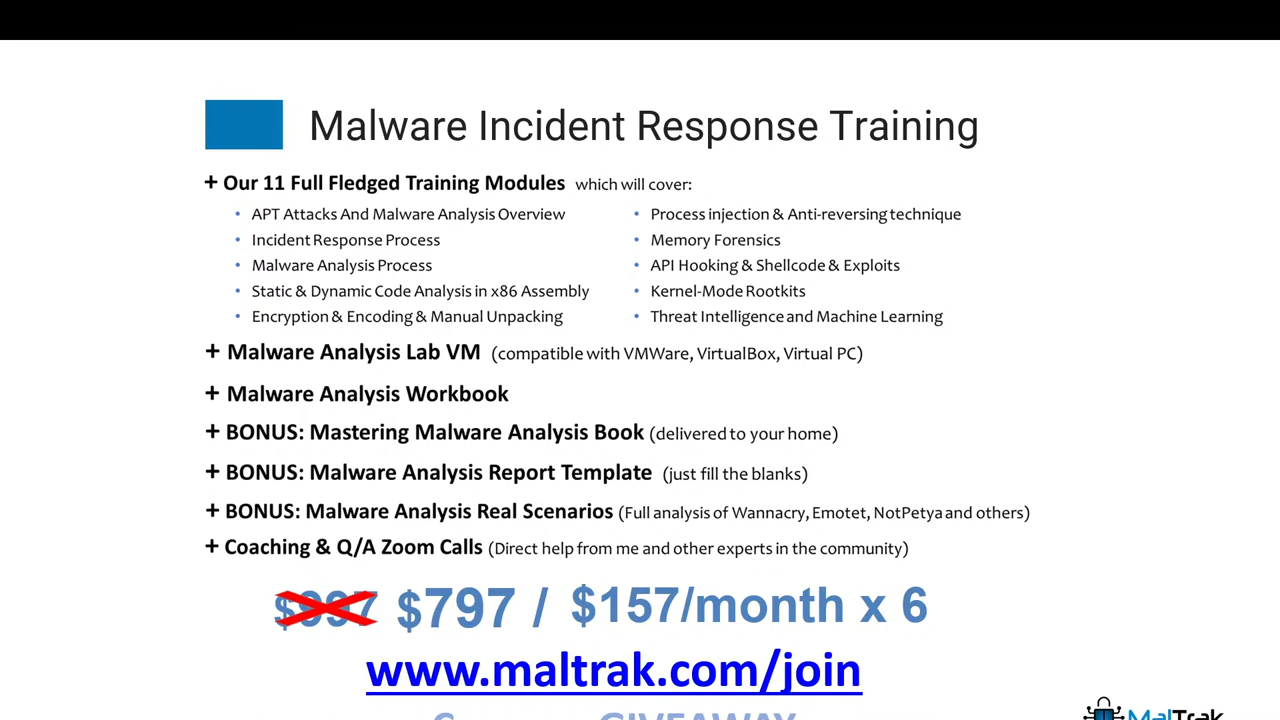 Malware Incident Response Training
+ Our 11 Full Fledged Training Modules which will cover:
• APT Attacks And Malware Analysis Overview
• Incident Response Process
• Malware Analysis Process
• Static & Dynamic Code Analysis in x86 Assembly
• Encryption & Encoding & Manual Unpacking
• Process injection & Anti-reversing technique
• Memory Forensics
• API Hooking & Shellcode & Exploits
• Kernel-Mode Rootkits
• Threat Intelligence and Machine Learning
+ Malware Analysis Lab VM (compatible with VMWare, VirtualBox, Virtual PC)
+ Malware Analysis Workbook
+ BONUS: Mastering Malware Analysis Book (delivered to your home)
+ BONUS: Malware Analysis Report Template (just fill the blanks)
+ BONUS: Malware Analysis Real Scenarios (Full analysis of Wannacry, Emotet, NotPetya and others)
+ Coaching & Q/A Zoom Calls (Direct help from me and other experts in the community)
$997 $797 / $157/month x 6
www.maltrak.com/join
GIVEAWAY
MalTrak